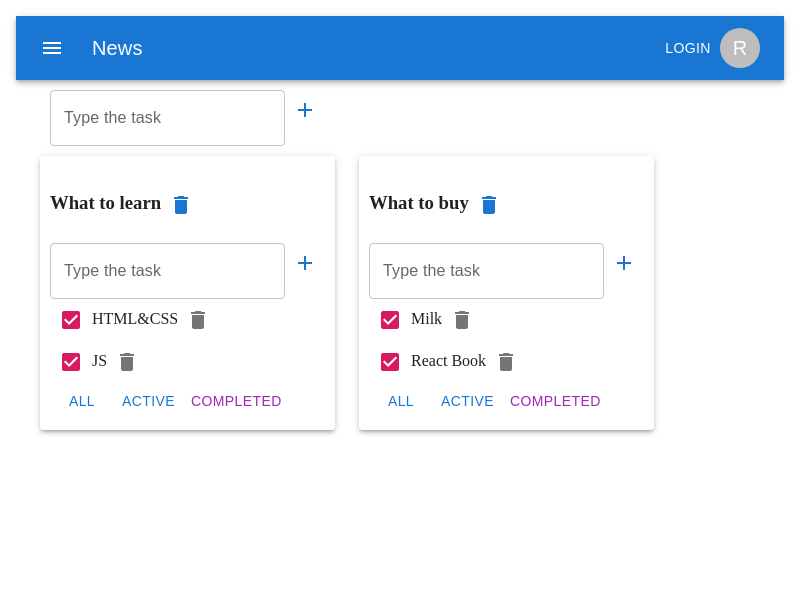 News
LOGIN
R
Type the task
What to learn
Type the task
HTML&CSS
JS
ALL ACTIVE COMPLETED
What to buy
Type the task
Milk
React Book
ALL ACTIVE COMPLETED